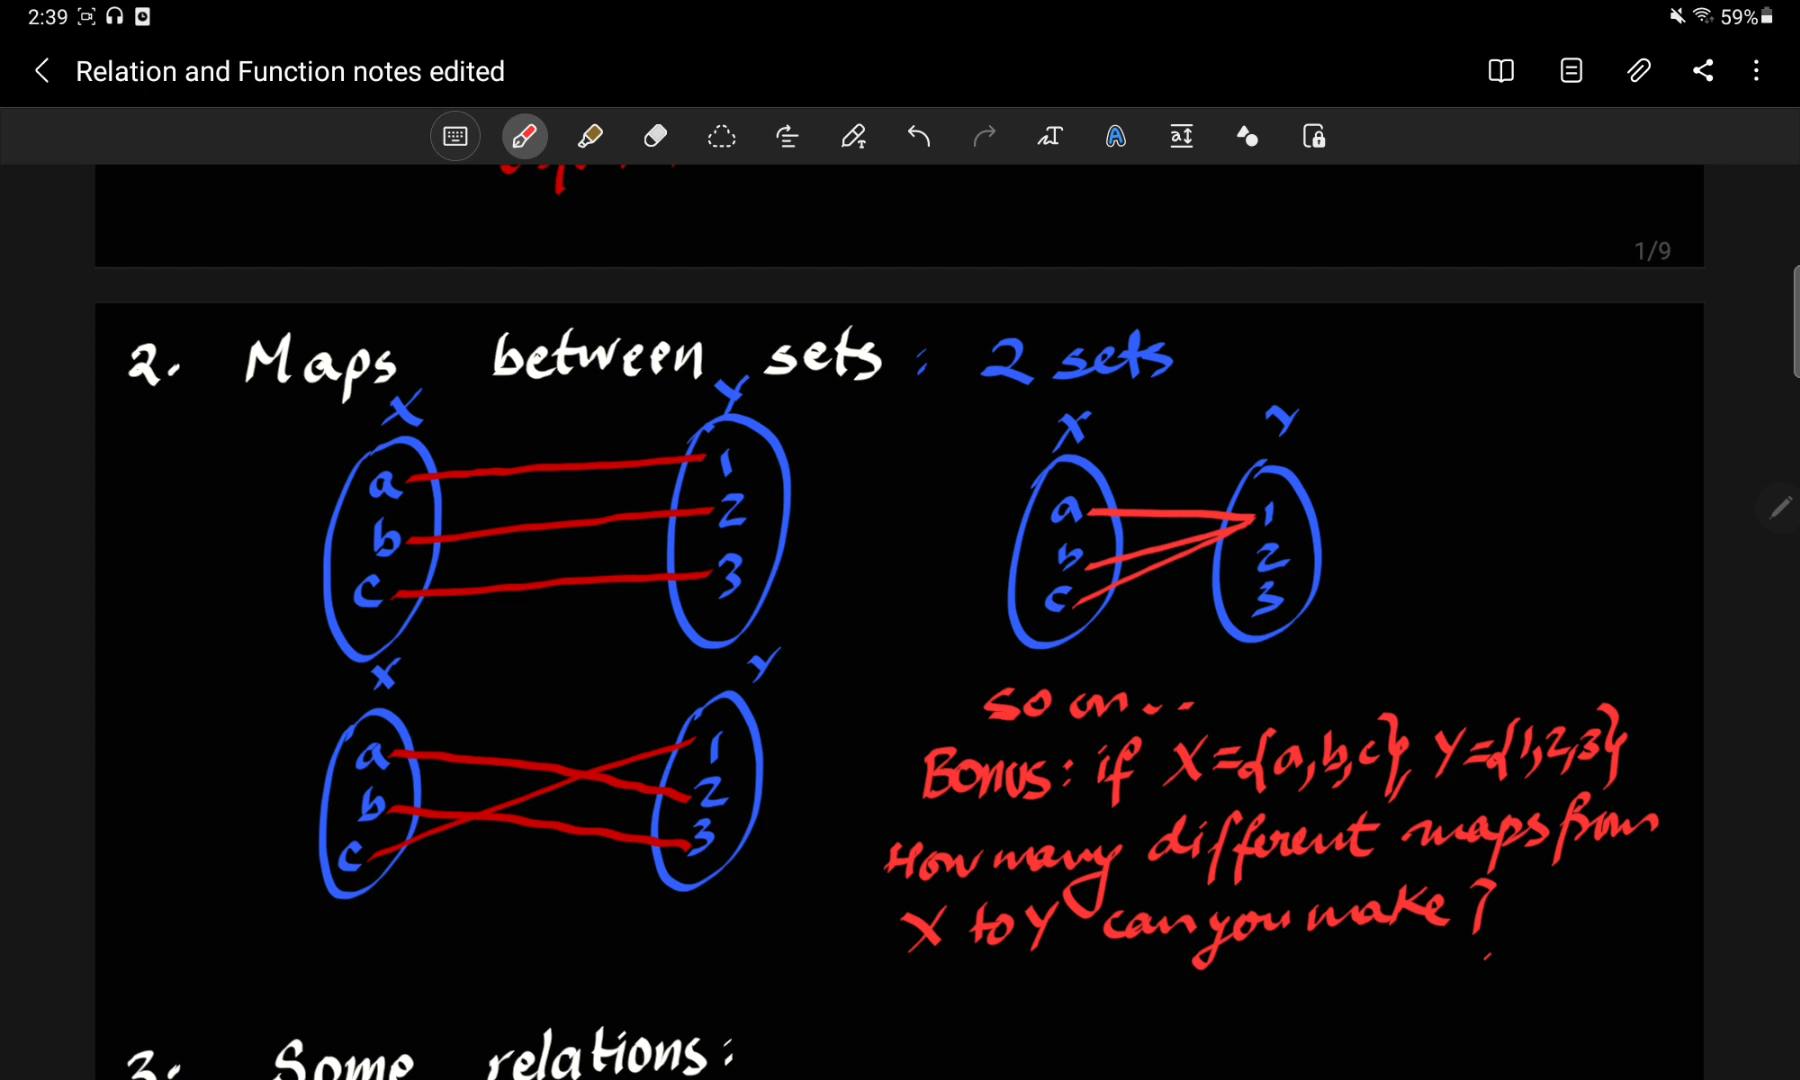 2:39
59%
Relation and Function notes edited
1/9
2. Maps between sets : 2 sets
X Y
a 1
b 2
c 3
X Y
a 1
b 2
c 3
X Y
a 1
b 2
c 3
so on...
Bonus: if X={a,b,c}, Y={1,2,3}
How many different maps from
X to Y can you make?
3. Some relations: